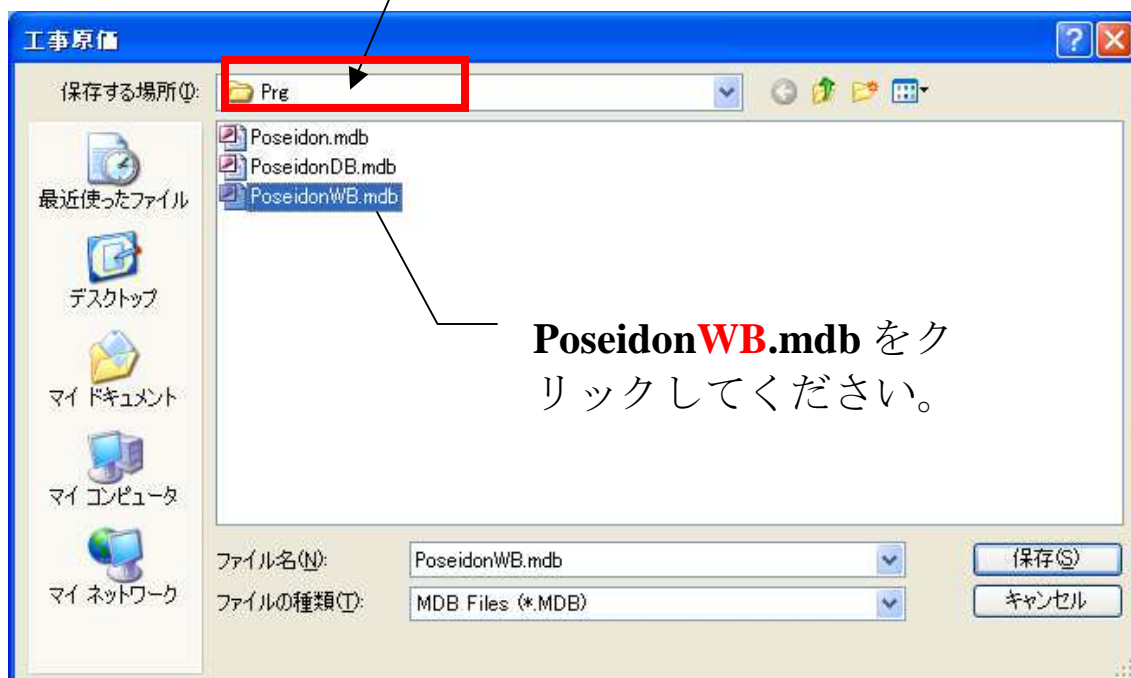 工事原価
保存する場所(I):
Prg
Poseidon.mdb
PoseidonDB.mdb
PoseidonWB.mdb
最近使ったファイル
デスクトップ
マイ ドキュメント
マイ コンピュータ
マイ ネットワーク
PoseidonWB.mdb をク
リックしてください。
ファイル名(N):
PoseidonWB.mdb
保存(S)
ファイルの種類(T):
MDB Files (*.MDB)
キャンセル